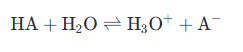 HA + H₂O ⇌ H₃O⁺ + A⁻